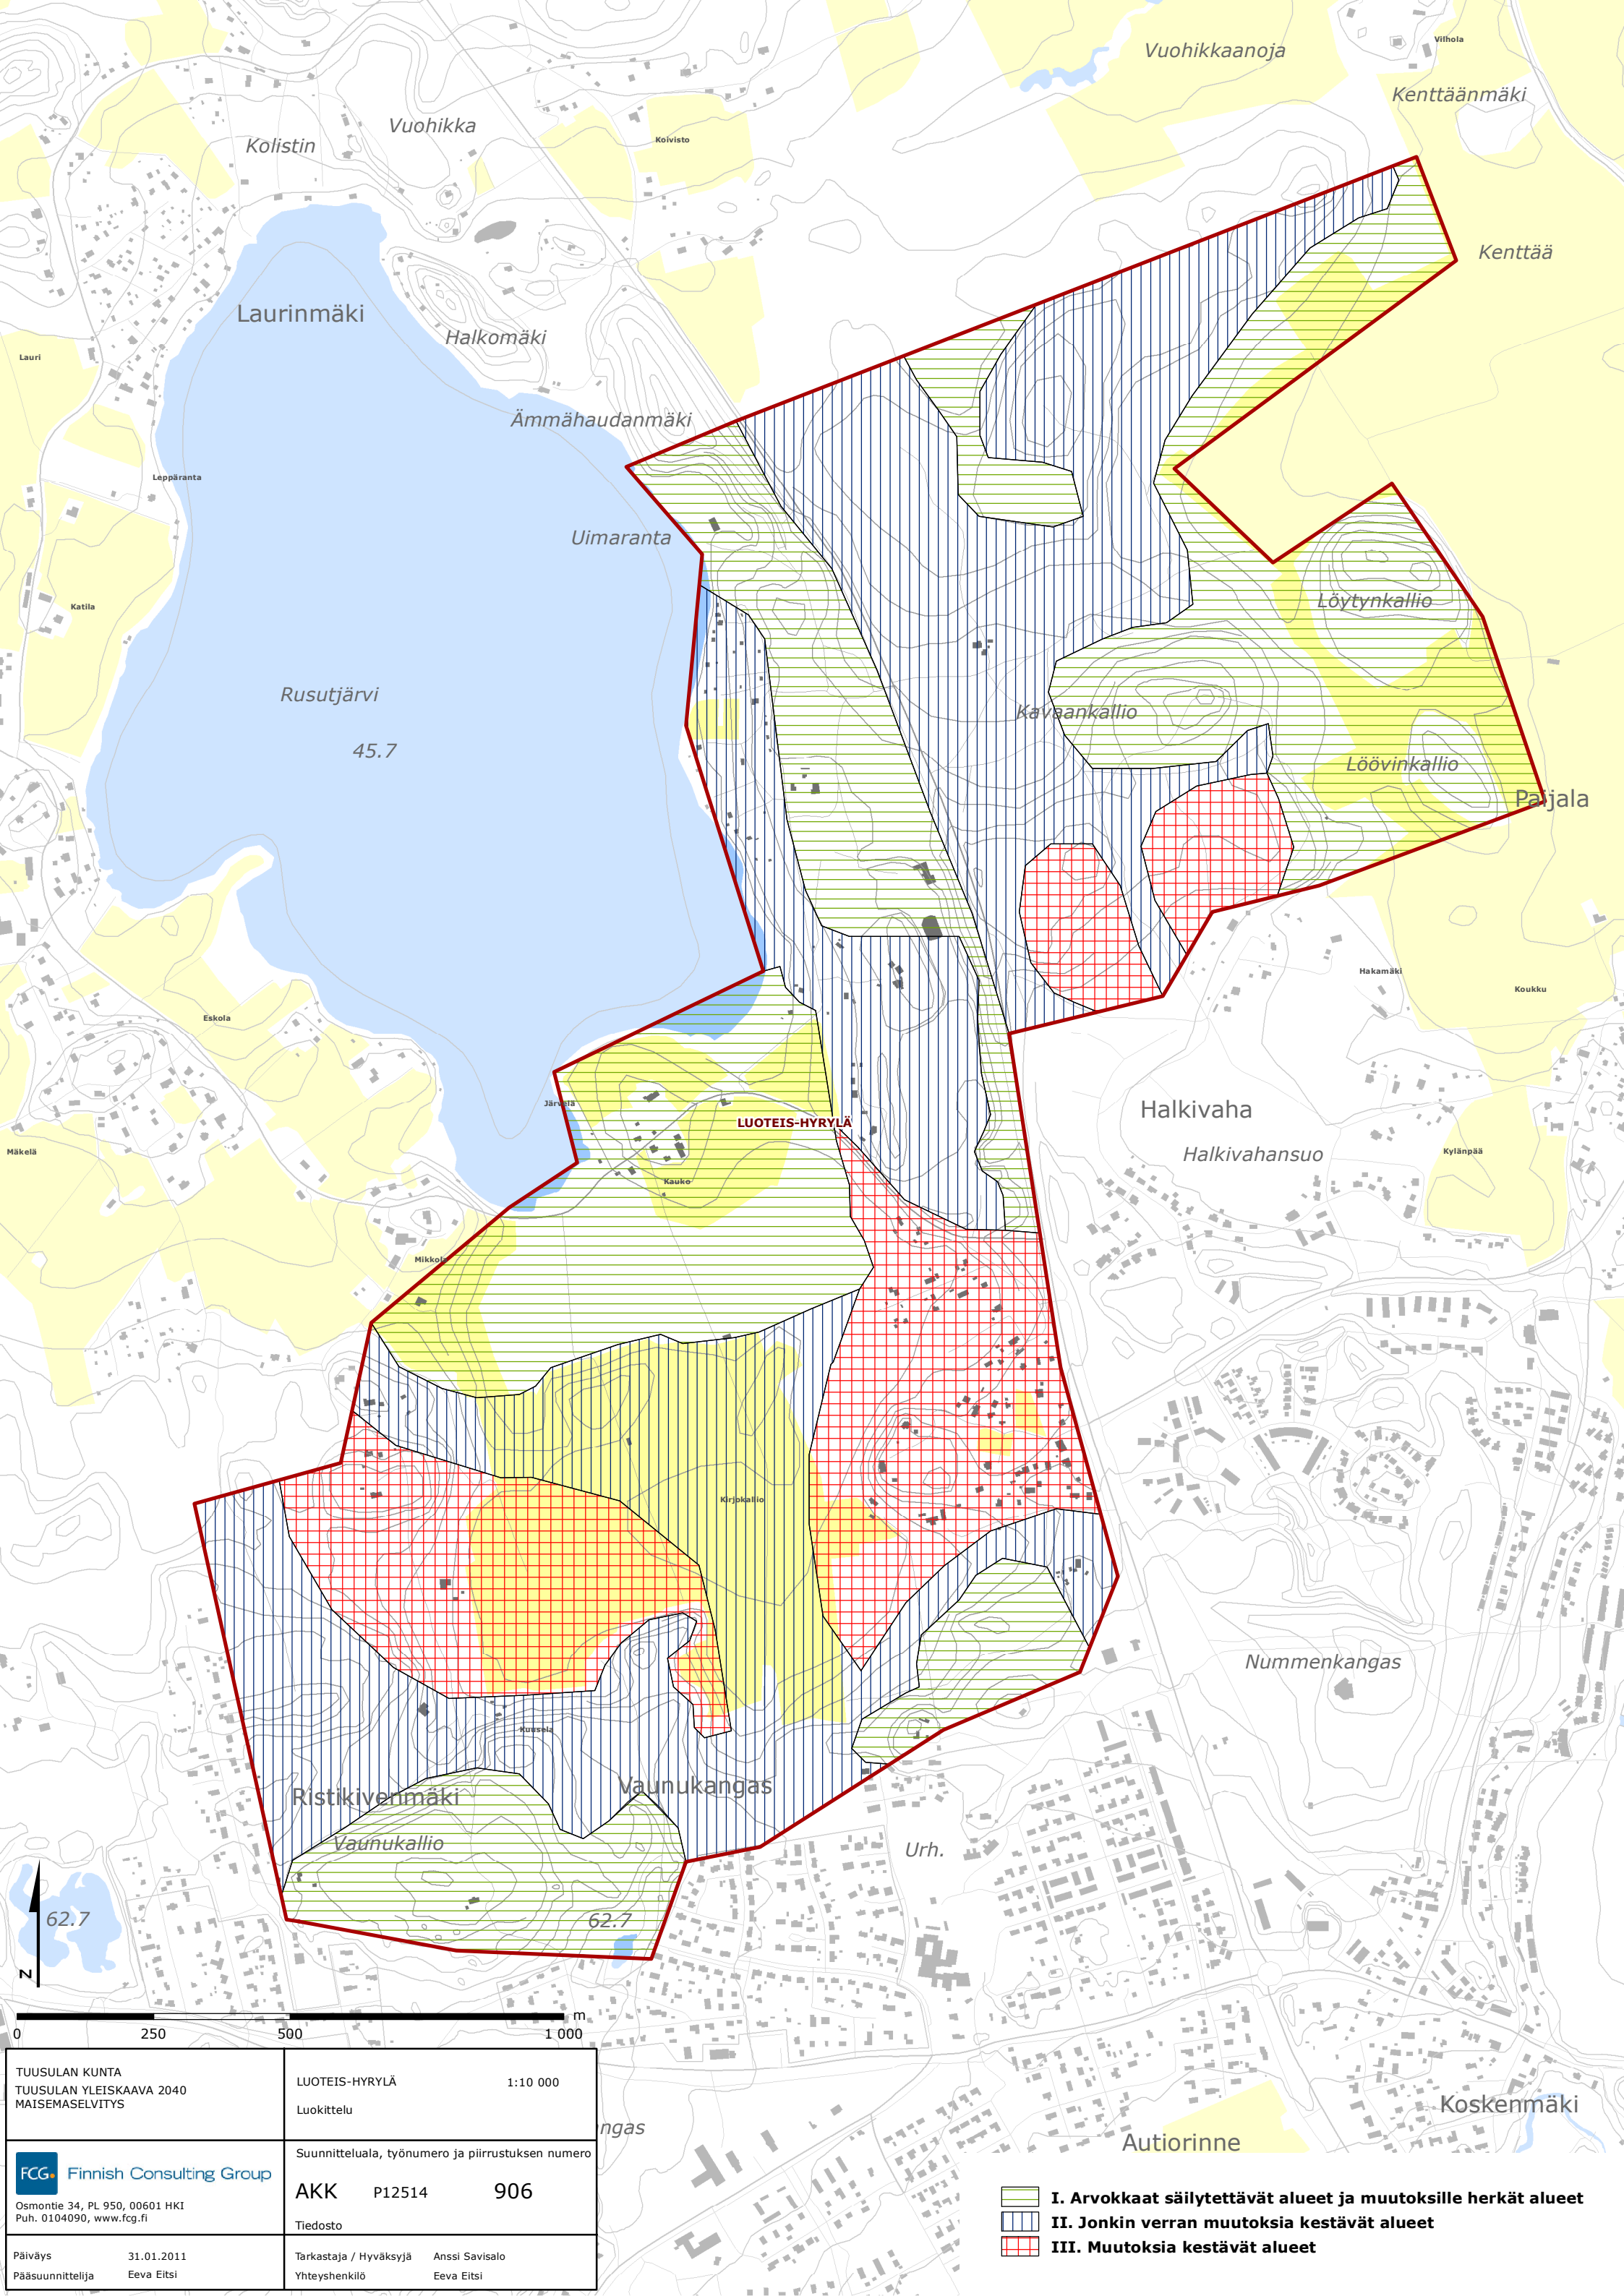 Vuohikkaanoja
Vilhola
Kenttäänmäki
Vuohikka
Kolistin
Koivisto
Kenttää
Laurinmäki
Halkomäki
Lauri
Ämmähaudanmäki
Leppäranta
Uimaranta
Katila
Löytynkallio
Rusutjärvi
Kavaankallio
45.7
Löövinkallio
Paijala
Hakamäki
Koukku
Eskola
Järvelä
Halkivaha
LUOTEIS-HYRYLÄ
Mäkelä
Halkivahansuo
Kylänpää
Kauko
Mikkola
Kirjokallio
Nummenkangas
Kuusela
Vaunukangas
Ristikivenmäki
Vaunukallio
Urh.
62.7
62.7
N
m
0 250 500 1 000
TUUSULAN KUNTA
TUUSULAN YLEISKAAVA 2040
MAISEMASELVITYS
LUOTEIS-HYRYLÄ 1:10 000
Luokittelu
ngas
Koskenmäki
Autiorinne
FCG. Finnish Consulting Group
Osmontie 34, PL 950, 00601 HKI
Puh. 0104090, www.fcg.fi
Suunnitteluala, työnumero ja piirrustuksen numero
AKK P12514 906
Tiedosto
Päiväys 31.01.2011
Pääsuunnittelija Eeva Eitsi
Tarkastaja / Hyväksyjä Anssi Savisalo
Yhteyshenkilö Eeva Eitsi
I. Arvokkaat säilytettävät alueet ja muutoksille herkät alueet
II. Jonkin verran muutoksia kestävät alueet
III. Muutoksia kestävät alueet